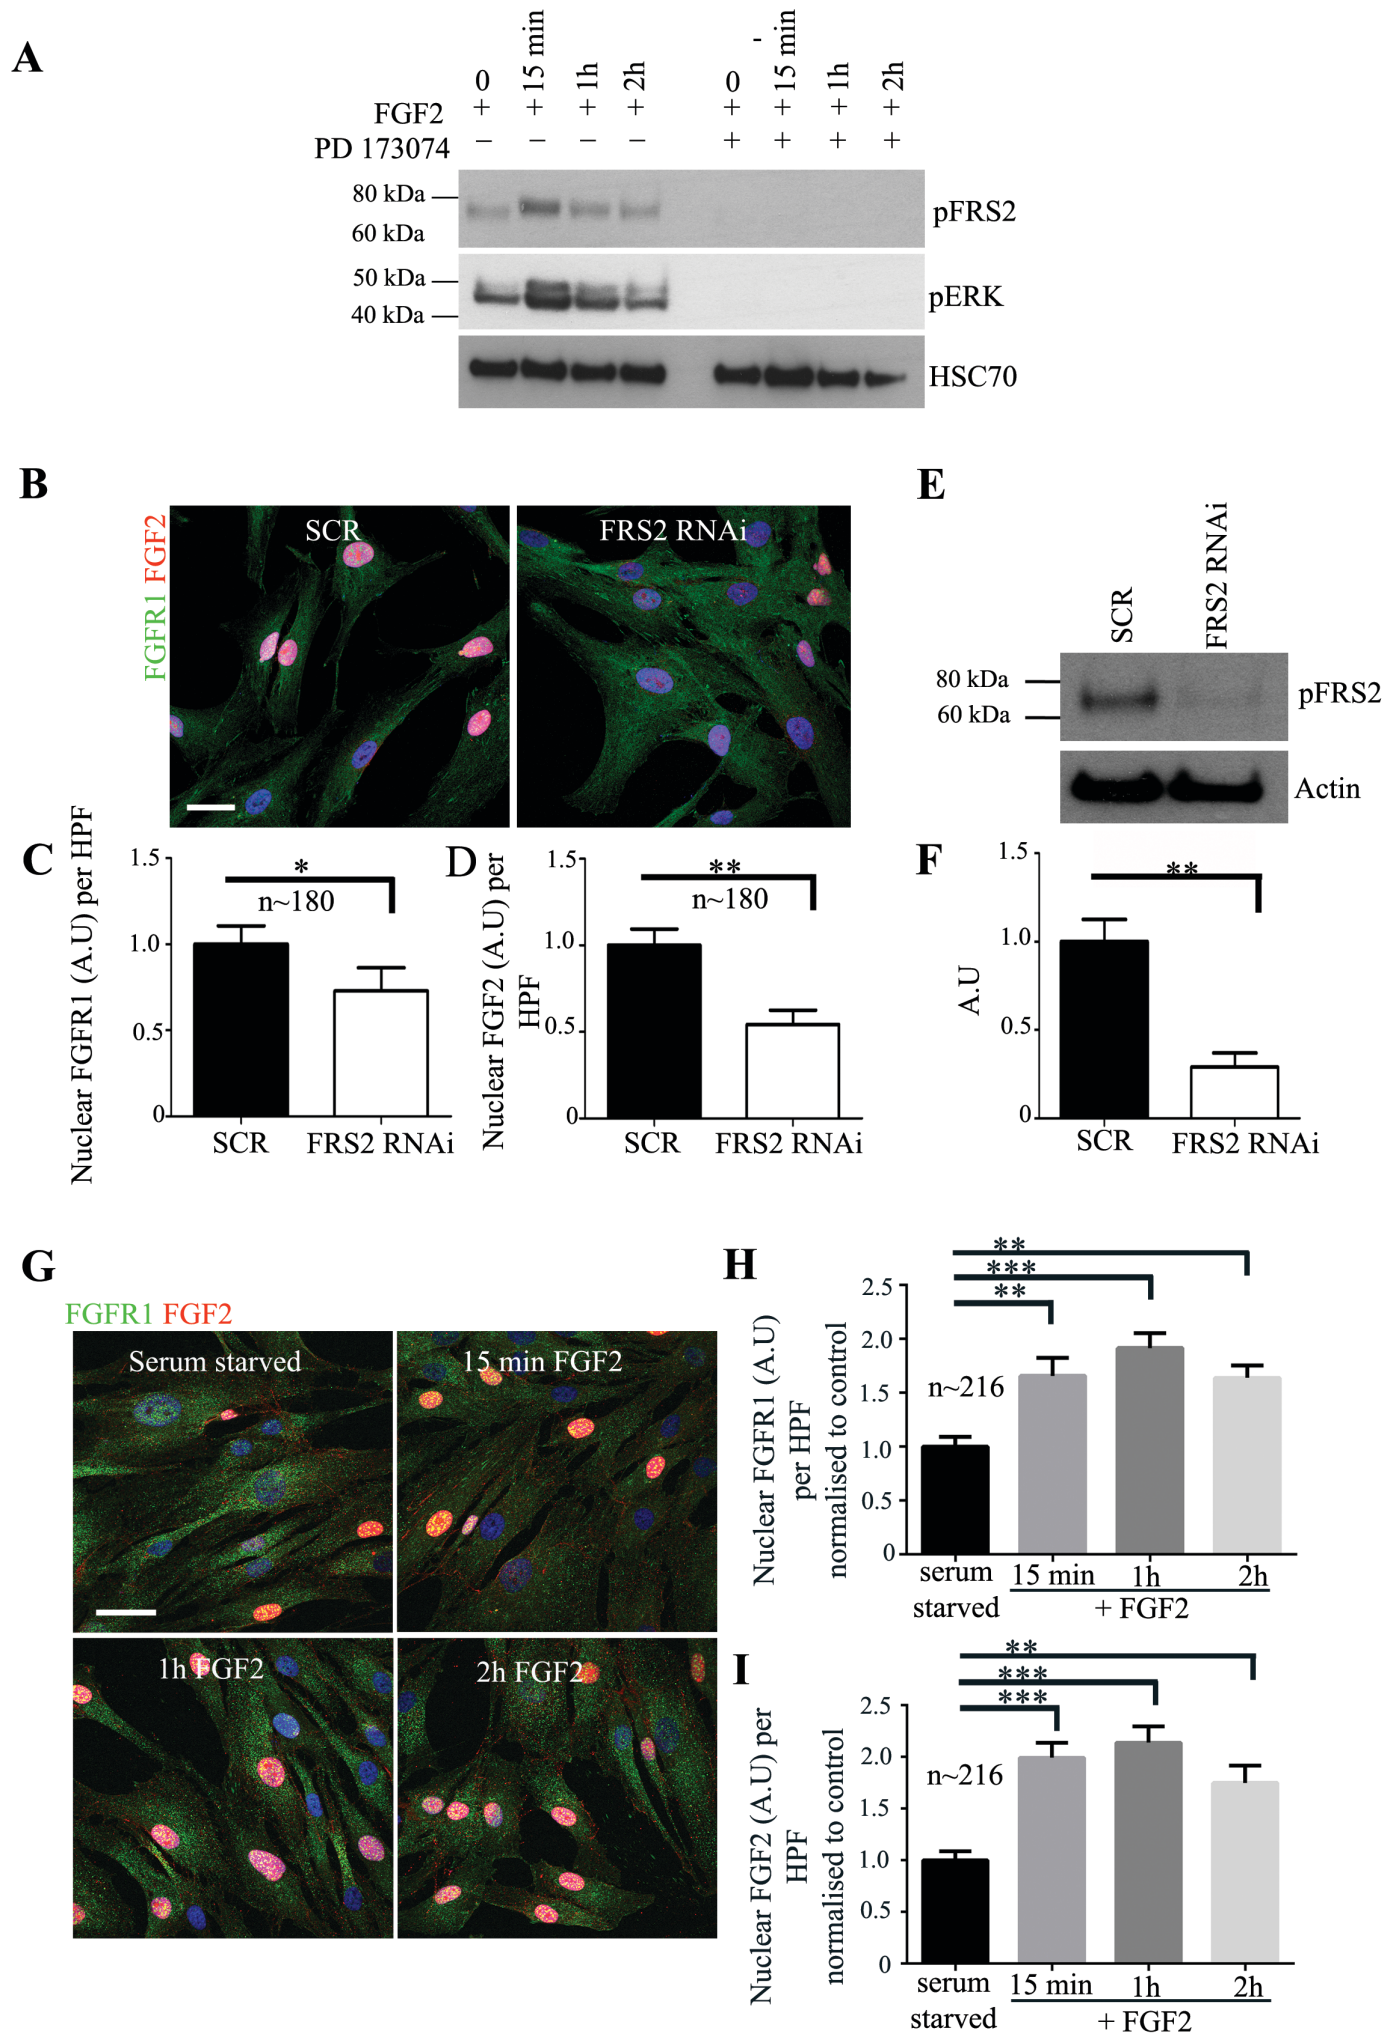 A
0
15 min
1h
2h
0
- 15 min
1h
2h
FGF2 + + + + + + + +
PD 173074 − − − − + + + +
80 kDa
60 kDa
pFRS2
50 kDa
40 kDa
pERK
HSC70
B
FGFR1 FGF2
SCR
FRS2 RNAi
E
SCR
FRS2 RNAi
80 kDa
60 kDa
pFRS2
Actin
C
Nuclear FGFR1 (A.U) per HPF
1.5
1.0
0.5
0
*
n~180
SCR
FRS2 RNAi
D
Nuclear FGF2 (A.U) per
HPF
1.5
1.0
0.5
0
**
n~180
SCR
FRS2 RNAi
F
A.U
1.5
1.0
0.5
0
**
SCR
FRS2 RNAi
G
FGFR1 FGF2
Serum starved
15 min FGF2
1h FGF2
2h FGF2
H
Nuclear FGFR1 (A.U)
per HPF
normalised to control
2.5
2.0
1.5
1.0
0.5
0
**
***
**
n~216
serum
starved
15 min
1h
2h
+ FGF2
I
Nuclear FGF2 (A.U) per
HPF
normalised to control
2.5
2.0
1.5
1.0
0.5
0
**
***
***
n~216
serum
starved
15 min
1h
2h
+ FGF2